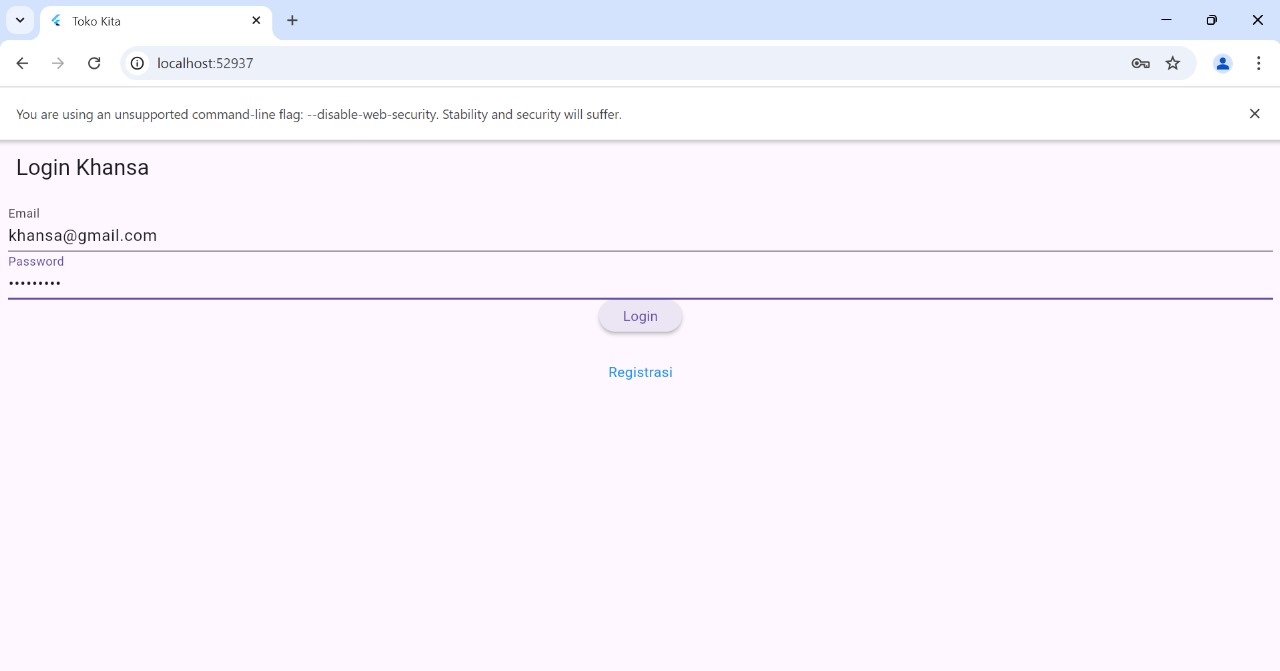 Toko Kita
localhost:52937
You are using an unsupported command-line flag: --disable-web-security. Stability and security will suffer.
Login Khansa
Email
khansa@gmail.com
Password
•••••••••
Login
Registrasi